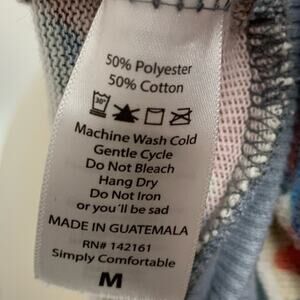 50% Polyester
50% Cotton
30°
Machine Wash Cold
Gentle Cycle
Do Not Bleach
Hang Dry
Do Not Iron
or you'll be sad
MADE IN GUATEMALA
RN# 142161
Simply Comfortable
M